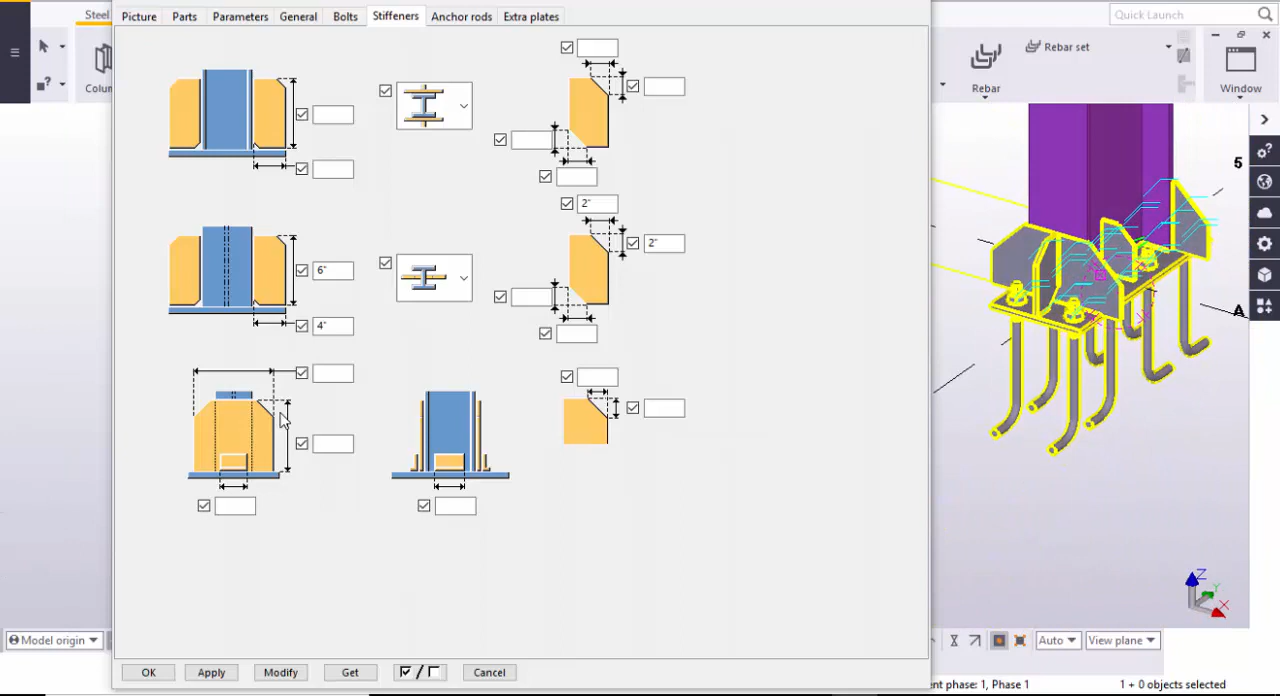 Steel
Quick Launch
Picture Parts Parameters General Bolts Stiffeners Anchor rods Extra plates
Rebar set
Colun
Rebar
Window
5
2"
2"
6"
4"
A
Z
Y
X
Model origin
Auto
View plane
OK Apply Modify Get / Cancel
ent phase: 1, Phase 1
1 + 0 objects selected